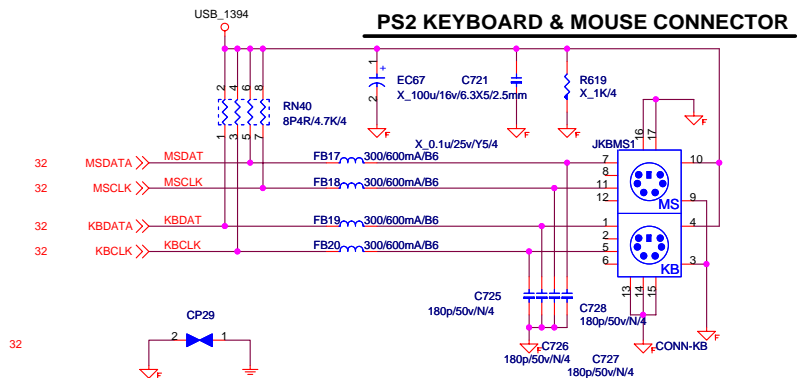 USB_1394
PS2 KEYBOARD & MOUSE CONNECTOR
2 4 6 8
RN40
8P4R/4.7K/4
1 3 5 7
1
+
2
EC67
X_100u/16v/6.3X5/2.5mm
C721
X_0.1u/25v/Y5/4
R619
X_1K/4
F
F
F
F
16
17
JKBMS1
32 MSDATA MSDAT FB17 300/600mA/B6 7 10
8
32 MSCLK MSCLK FB18 300/600mA/B6 11
12 MS 9
32 KBDATA KBDAT FB19 300/600mA/B6 1 4
2
32 KBCLK KBCLK FB20 300/600mA/B6 5
6 KB 3
13
14
15
C725
180p/50v/N/4
C728
180p/50v/N/4
C726
180p/50v/N/4
C727
180p/50v/N/4
F
F
F
CONN-KB
32
CP29
2 1
F